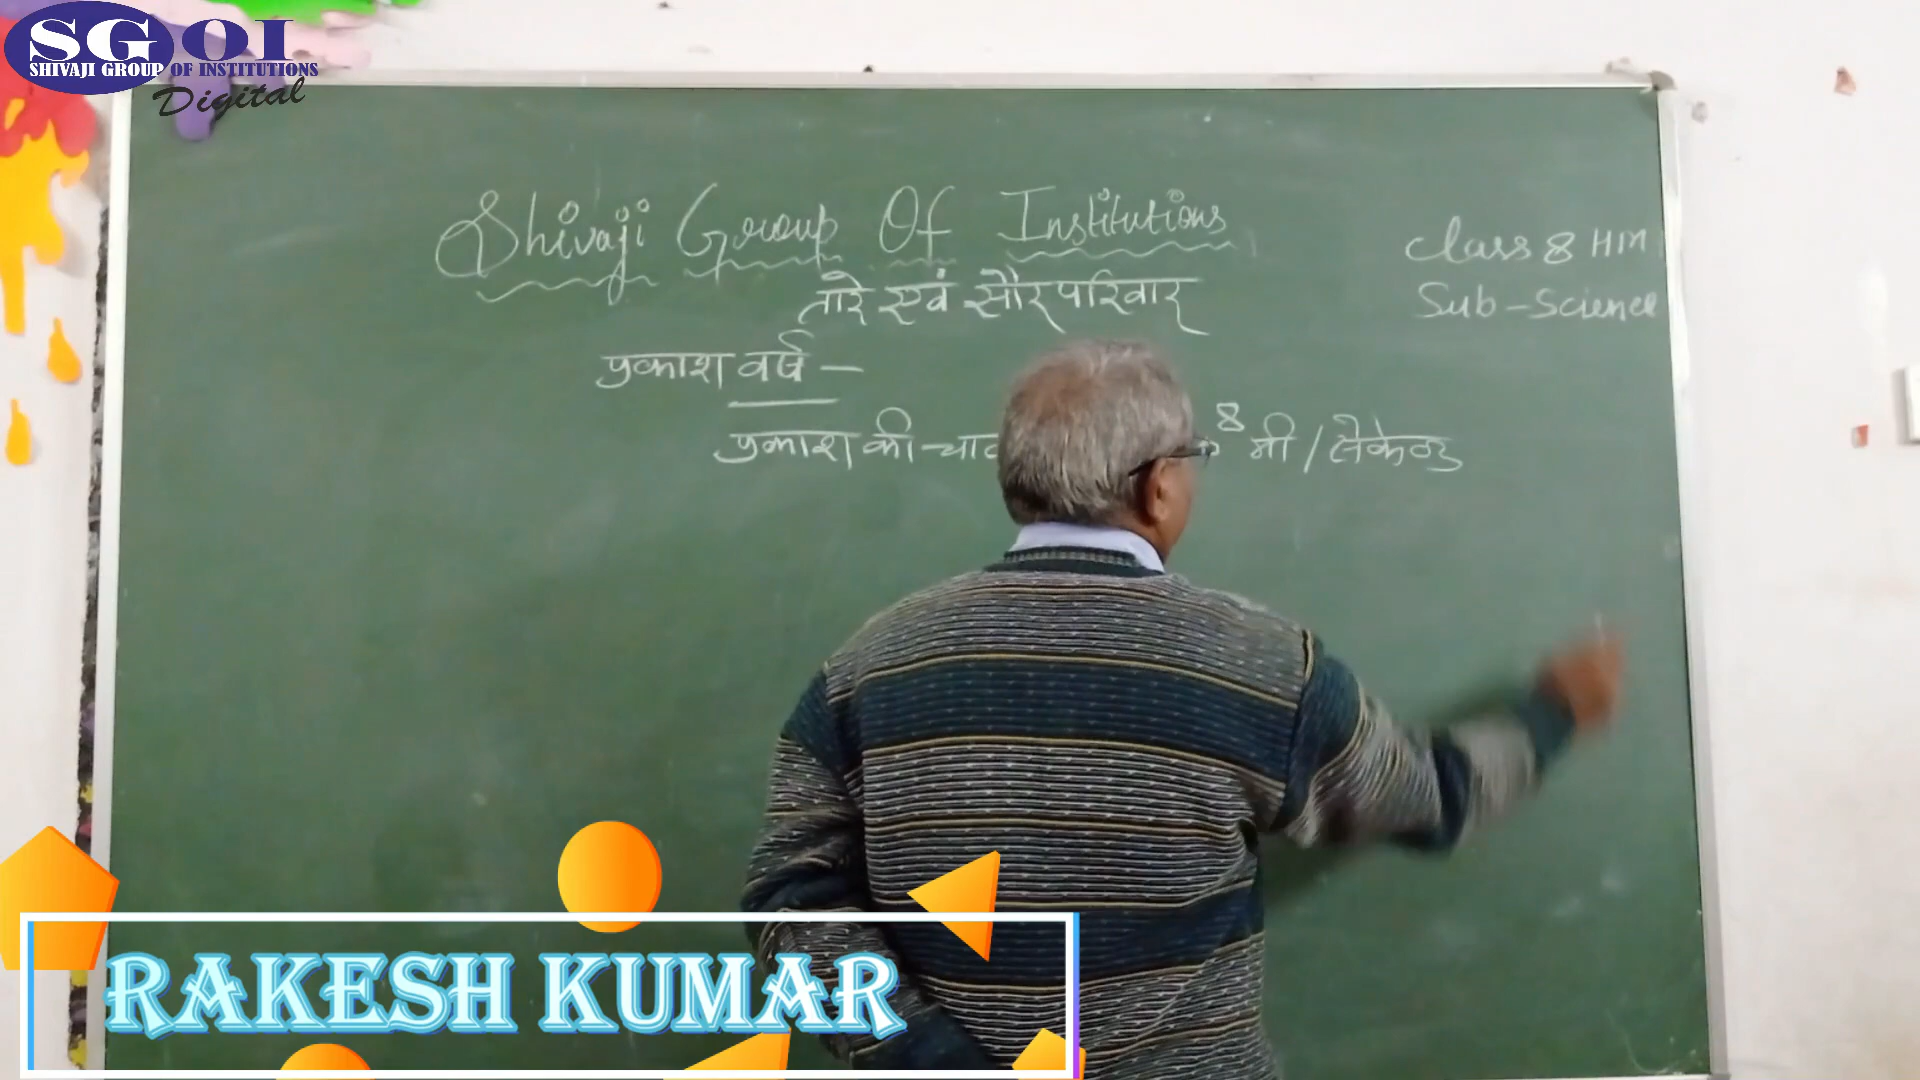 SGOI
SHIVAJI GROUP OF INSTITUTIONS
Digital
Shivaji Group Of Institutions
Class 8 HM
Sub-Science
तारे एवं सौर परिवार
प्रकाश वर्ष -
प्रकाश की 8 मी/सेकेण्ड
RAKESH KUMAR